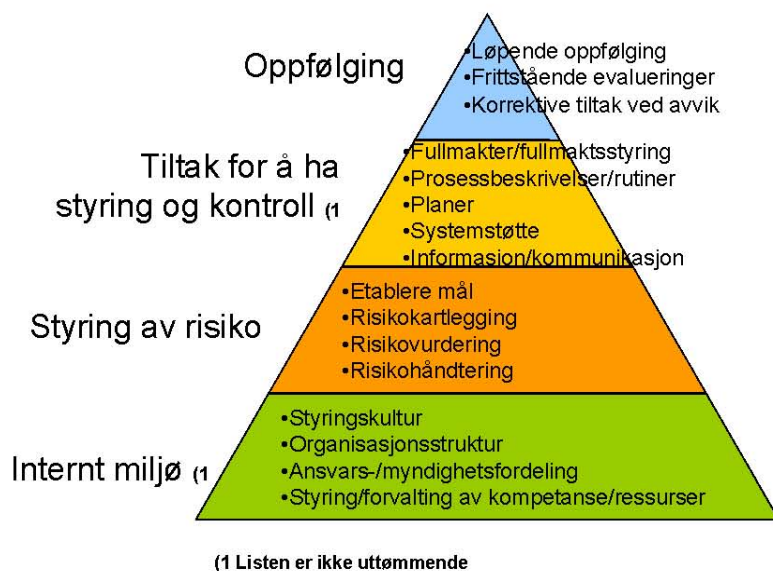 Oppfølging
•Løpende oppfølging
•Frittstående evalueringer
•Korrektive tiltak ved avvik
Tiltak for å ha
styring og kontroll (1
•Fullmakter/fullmaktsstyring
•Prosessbeskrivelser/rutiner
•Planer
•Systemstøtte
•Informasjon/kommunikasjon
Styring av risiko
•Etablere mål
•Risikokartlegging
•Risikovurdering
•Risikohåndtering
Internt miljø (1
•Styringskultur
•Organisasjonsstruktur
•Ansvars-/myndighetsfordeling
•Styring/forvalting av kompetanse/ressurser
(1 Listen er ikke uttømmende